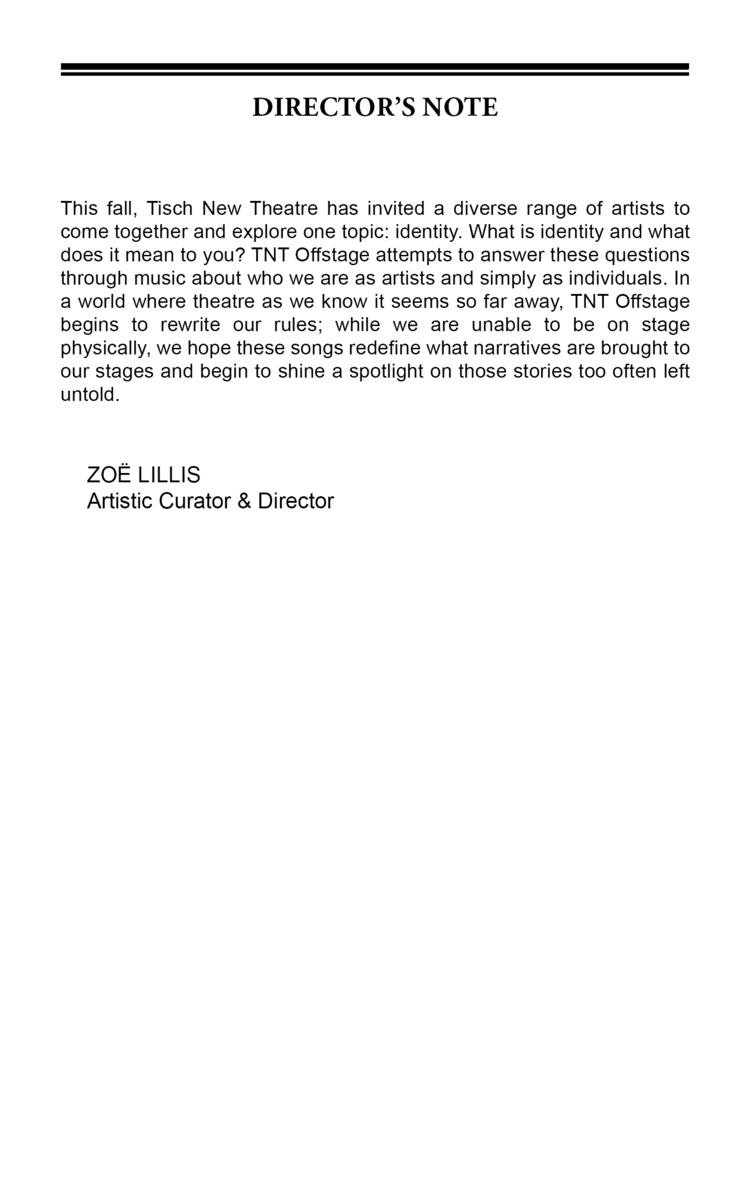 DIRECTOR’S NOTE
This fall, Tisch New Theatre has invited a diverse range of artists to
come together and explore one topic: identity. What is identity and what
does it mean to you? TNT Offstage attempts to answer these questions
through music about who we are as artists and simply as individuals. In
a world where theatre as we know it seems so far away, TNT Offstage
begins to rewrite our rules; while we are unable to be on stage
physically, we hope these songs redefine what narratives are brought to
our stages and begin to shine a spotlight on those stories too often left
untold.
ZOË LILLIS
Artistic Curator & Director